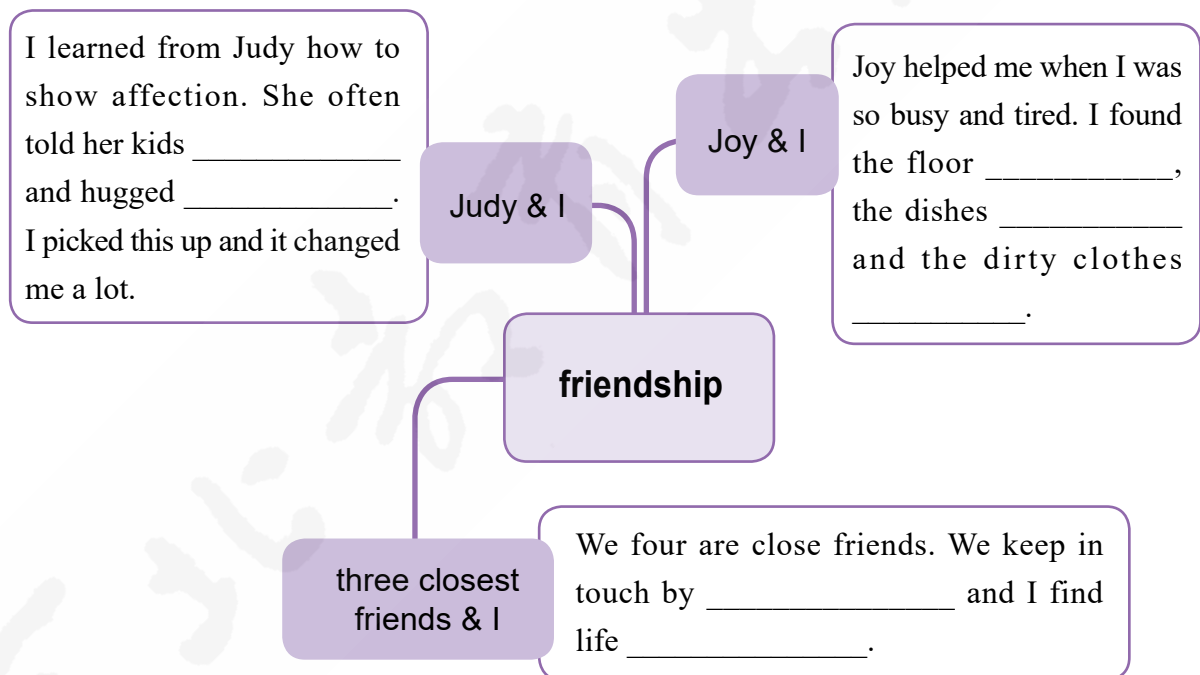 I learned from Judy how to
show affection. She often
told her kids _____________
and hugged _____________.
I picked this up and it changed
me a lot.
Judy & I
Joy & I
Joy helped me when I was
so busy and tired. I found
the floor ___________,
the dishes ___________
and the dirty clothes
___________.
friendship
three closest
friends & I
We four are close friends. We keep in
touch by _______________ and I find
life _______________.